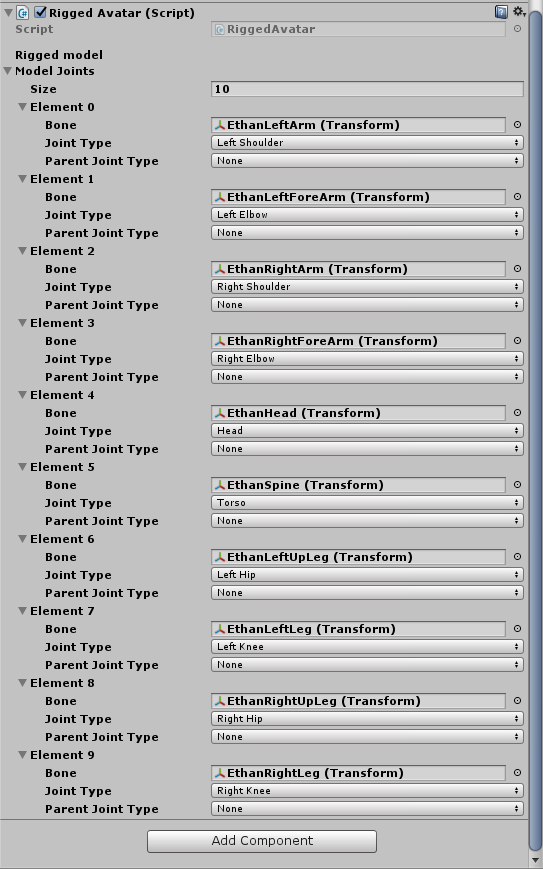 Rigged Avatar (Script)
Script RiggedAvatar
Rigged model
Model Joints
Size 10
Element 0
Bone EthanLeftArm (Transform)
Joint Type Left Shoulder
Parent Joint Type None
Element 1
Bone EthanLeftForeArm (Transform)
Joint Type Left Elbow
Parent Joint Type None
Element 2
Bone EthanRightArm (Transform)
Joint Type Right Shoulder
Parent Joint Type None
Element 3
Bone EthanRightForeArm (Transform)
Joint Type Right Elbow
Parent Joint Type None
Element 4
Bone EthanHead (Transform)
Joint Type Head
Parent Joint Type None
Element 5
Bone EthanSpine (Transform)
Joint Type Torso
Parent Joint Type None
Element 6
Bone EthanLeftUpLeg (Transform)
Joint Type Left Hip
Parent Joint Type None
Element 7
Bone EthanLeftLeg (Transform)
Joint Type Left Knee
Parent Joint Type None
Element 8
Bone EthanRightUpLeg (Transform)
Joint Type Right Hip
Parent Joint Type None
Element 9
Bone EthanRightLeg (Transform)
Joint Type Right Knee
Parent Joint Type None
Add Component